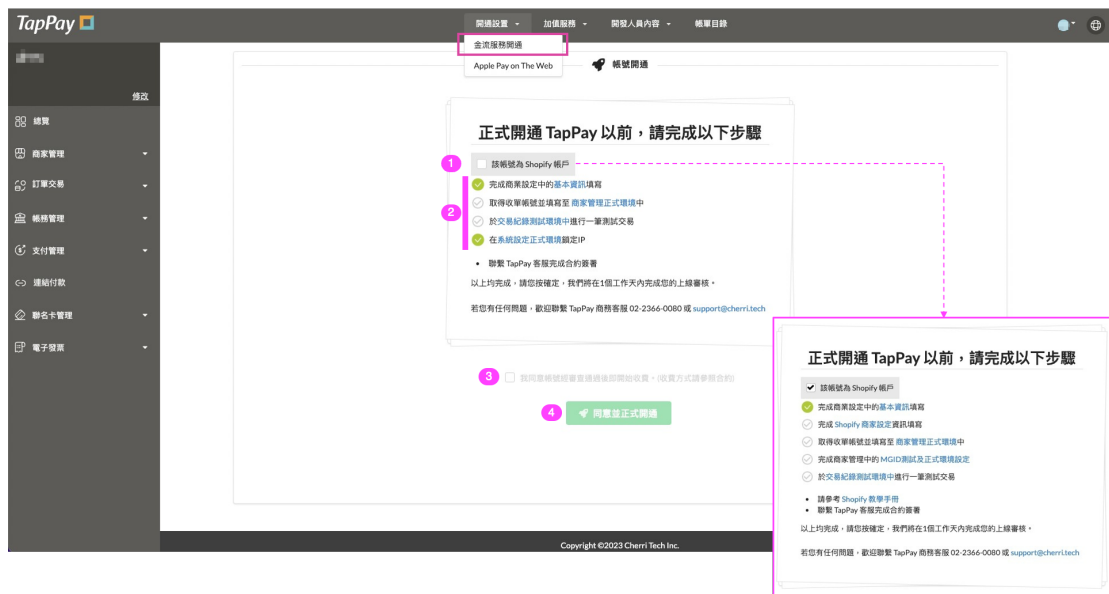 TapPay
開通設置
加值服務
開發人員內容
帳單目錄
金流服務開通
Apple Pay on The Web
帳號開通
修改
總覽
商家管理
訂單交易
帳務管理
支付管理
連結付款
聯名卡管理
電子發票
正式開通 TapPay 以前，請完成以下步驟
1
該帳號為 Shopify 帳戶
2
完成商業設定中的基本資訊填寫
取得收單帳號並填寫至 商家管理正式環境中
於交易紀錄測試環境中進行一筆測試交易
在系統設定正式環境鎖定IP
• 聯繫 TapPay 客服完成合約簽署
以上均完成，請您按確定，我們將在1個工作天內完成您的上線審核。
若您有任何問題，歡迎聯繫 TapPay 商務客服 02-2366-0080 或 support@cherri.tech
3
我同意帳號經審查通過後即開始收費。(收費方式請參照合約)
4
同意並正式開通
正式開通 TapPay 以前，請完成以下步驟
該帳號為 Shopify 帳戶
完成商業設定中的基本資訊填寫
完成 Shopify 商家設定資訊填寫
取得收單帳號並填寫至 商家管理正式環境中
完成商家管理中的 MGID測試及正式環境設定
於交易紀錄測試環境中進行一筆測試交易
• 請參考 Shopify 教學手冊
• 聯繫 TapPay 客服完成合約簽署
以上均完成，請您按確定，我們將在1個工作天內完成您的上線審核。
若您有任何問題，歡迎聯繫 TapPay 商務客服 02-2366-0080 或 support@cherri.tech
Copyright ©2023 Cherri Tech Inc.